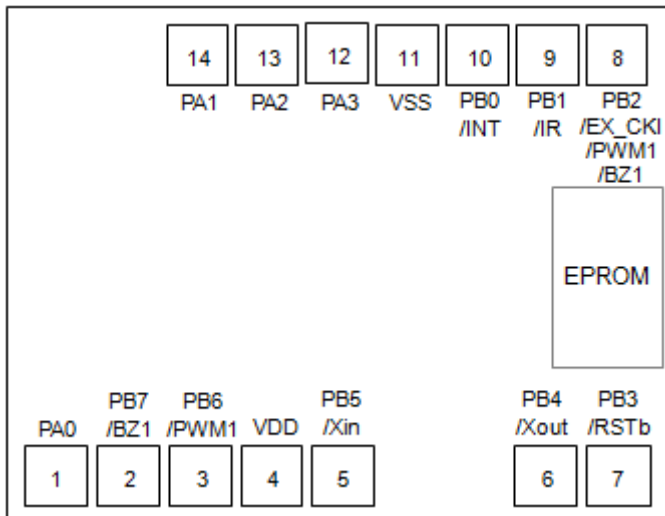 14 13 12 11 10 9 8
PA1 PA2 PA3 VSS PB0 PB1 PB2
/INT /IR /EX_CKI
/PWM1
/BZ1
EPROM
PB7 PB6 PB5 PB4 PB3
PA0 /BZ1 /PWM1 VDD /Xin /Xout /RSTb
1 2 3 4 5 6 7